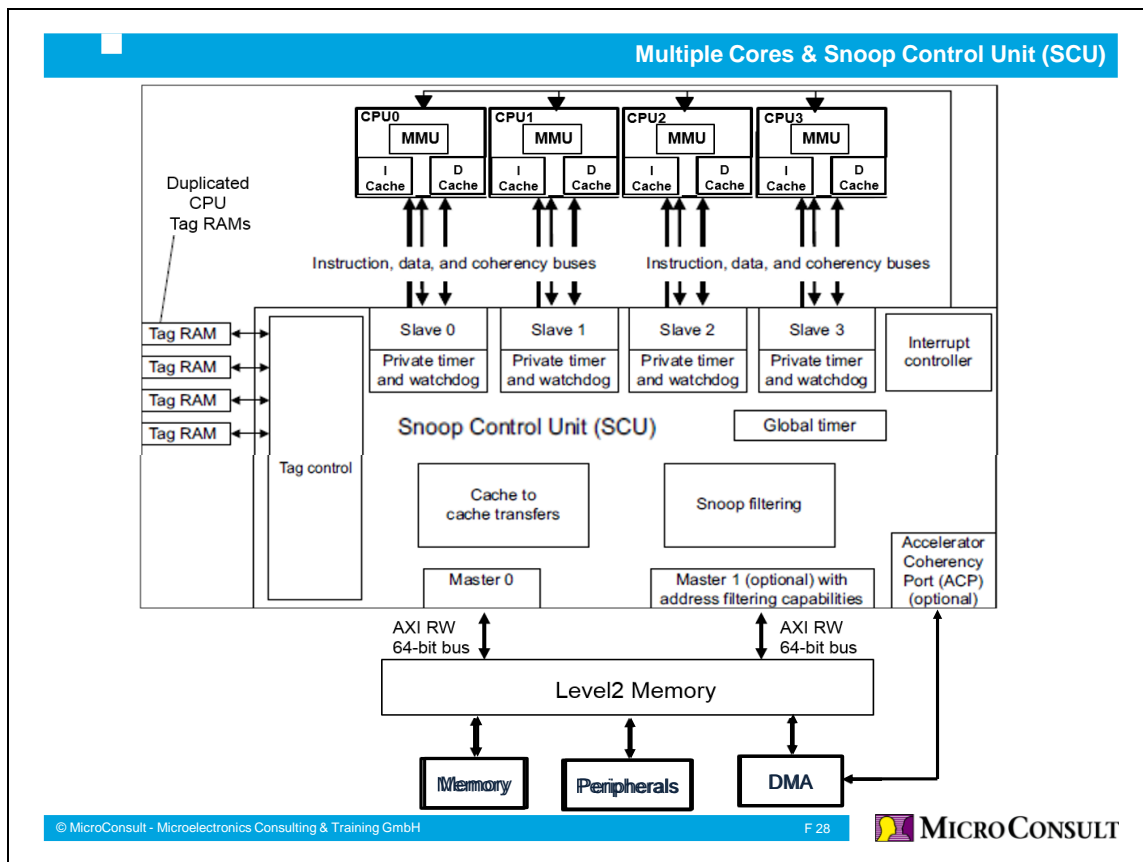 Multiple Cores & Snoop Control Unit (SCU)
CPU0
MMU
I
Cache
D
Cache
CPU1
MMU
I
Cache
D
Cache
CPU2
MMU
I
Cache
D
Cache
CPU3
MMU
I
Cache
D
Cache
Duplicated
CPU
Tag RAMs
Instruction, data, and coherency buses
Instruction, data, and coherency buses
Tag RAM
Tag RAM
Tag RAM
Tag RAM
Tag control
Slave 0
Private timer
and watchdog
Slave 1
Private timer
and watchdog
Slave 2
Private timer
and watchdog
Slave 3
Private timer
and watchdog
Interrupt
controller
Snoop Control Unit (SCU)
Global timer
Cache to
cache transfers
Snoop filtering
Accelerator
Coherency
Port (ACP)
(optional)
Master 0
Master 1 (optional) with
address filtering capabilities
AXI RW
64-bit bus
AXI RW
64-bit bus
Level2 Memory
Memory
Peripherals
DMA
© MicroConsult - Microelectronics Consulting & Training GmbH
F 28
MICROCONSULT